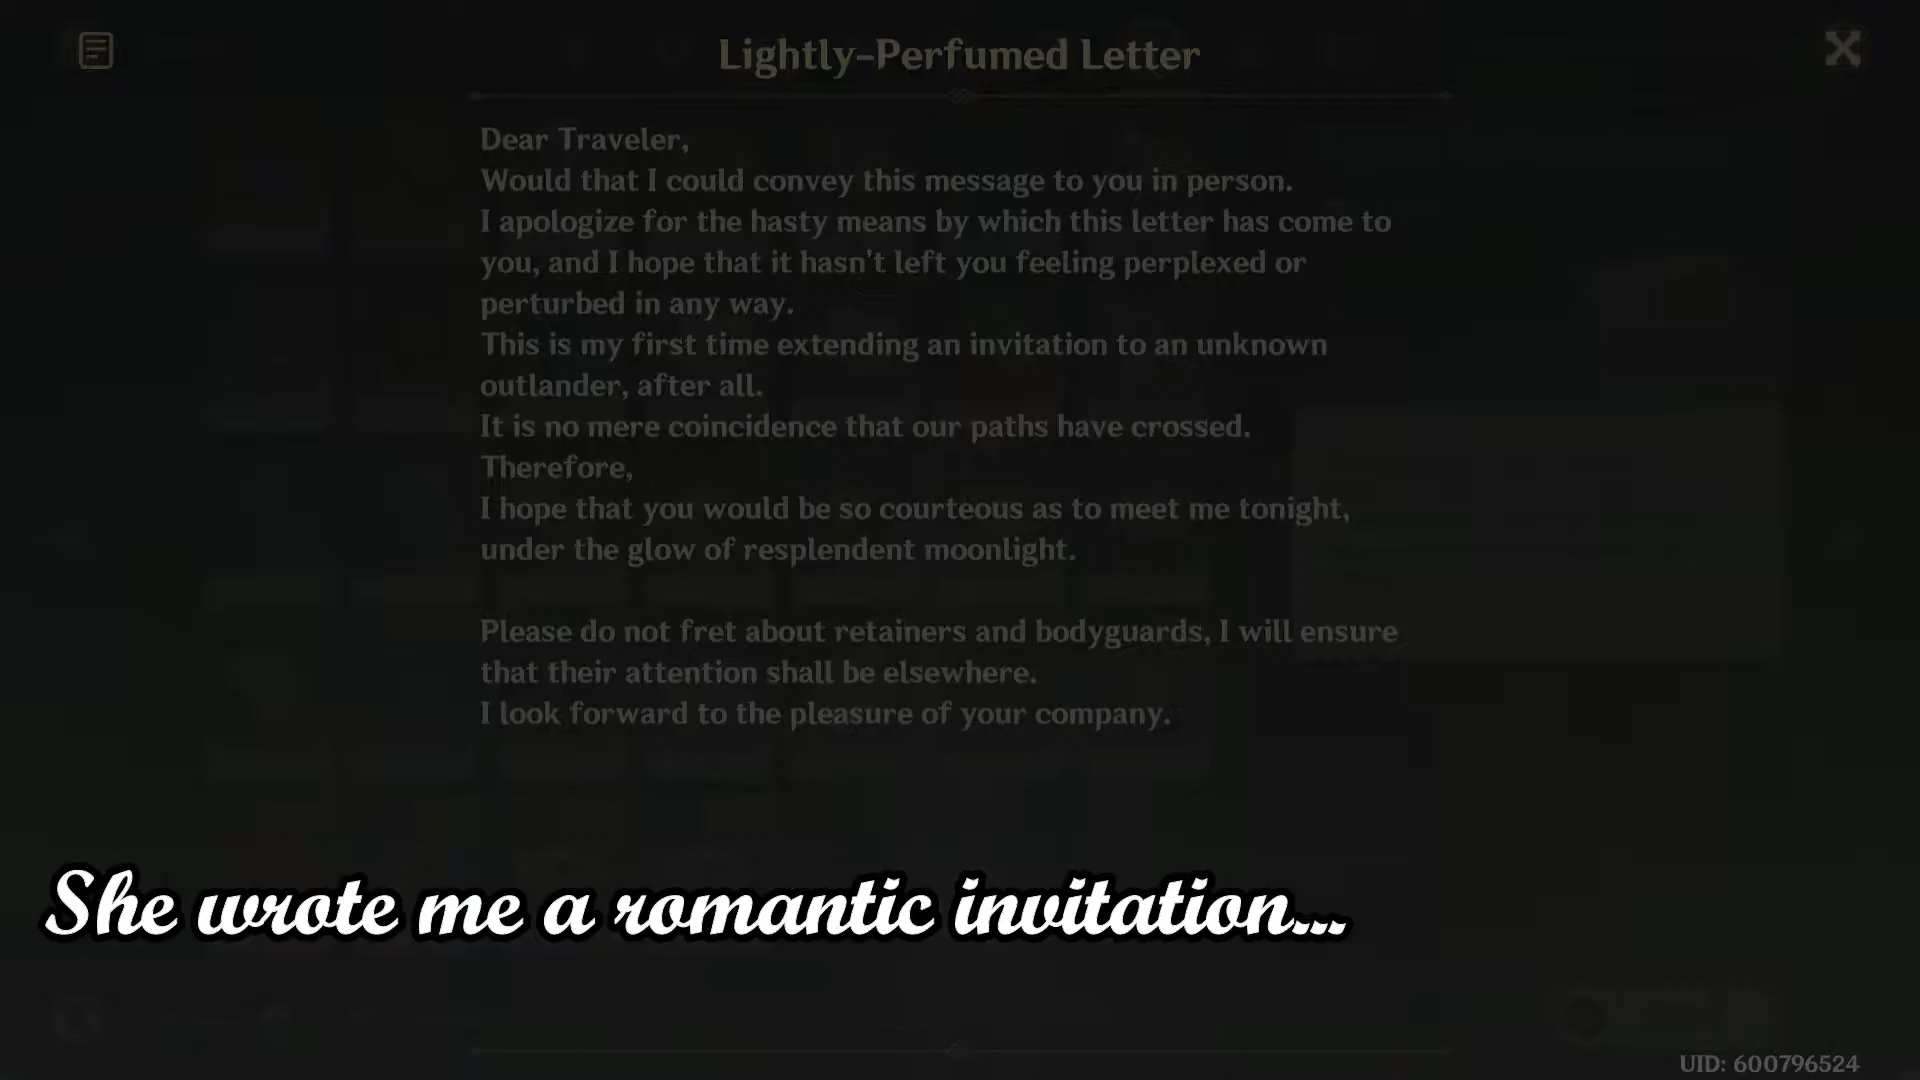 Lightly-Perfumed Letter
Dear Traveler,
Would that I could convey this message to you in person.
I apologize for the hasty means by which this letter has come to
you, and I hope that it hasn't left you feeling perplexed or
perturbed in any way.
This is my first time extending an invitation to an unknown
outlander, after all.
It is no mere coincidence that our paths have crossed.
Therefore,
I hope that you would be so courteous as to meet me tonight,
under the glow of resplendent moonlight.
Please do not fret about retainers and bodyguards, I will ensure
that their attention shall be elsewhere.
I look forward to the pleasure of your company.
She wrote me a romantic invitation...
UID: 600796524